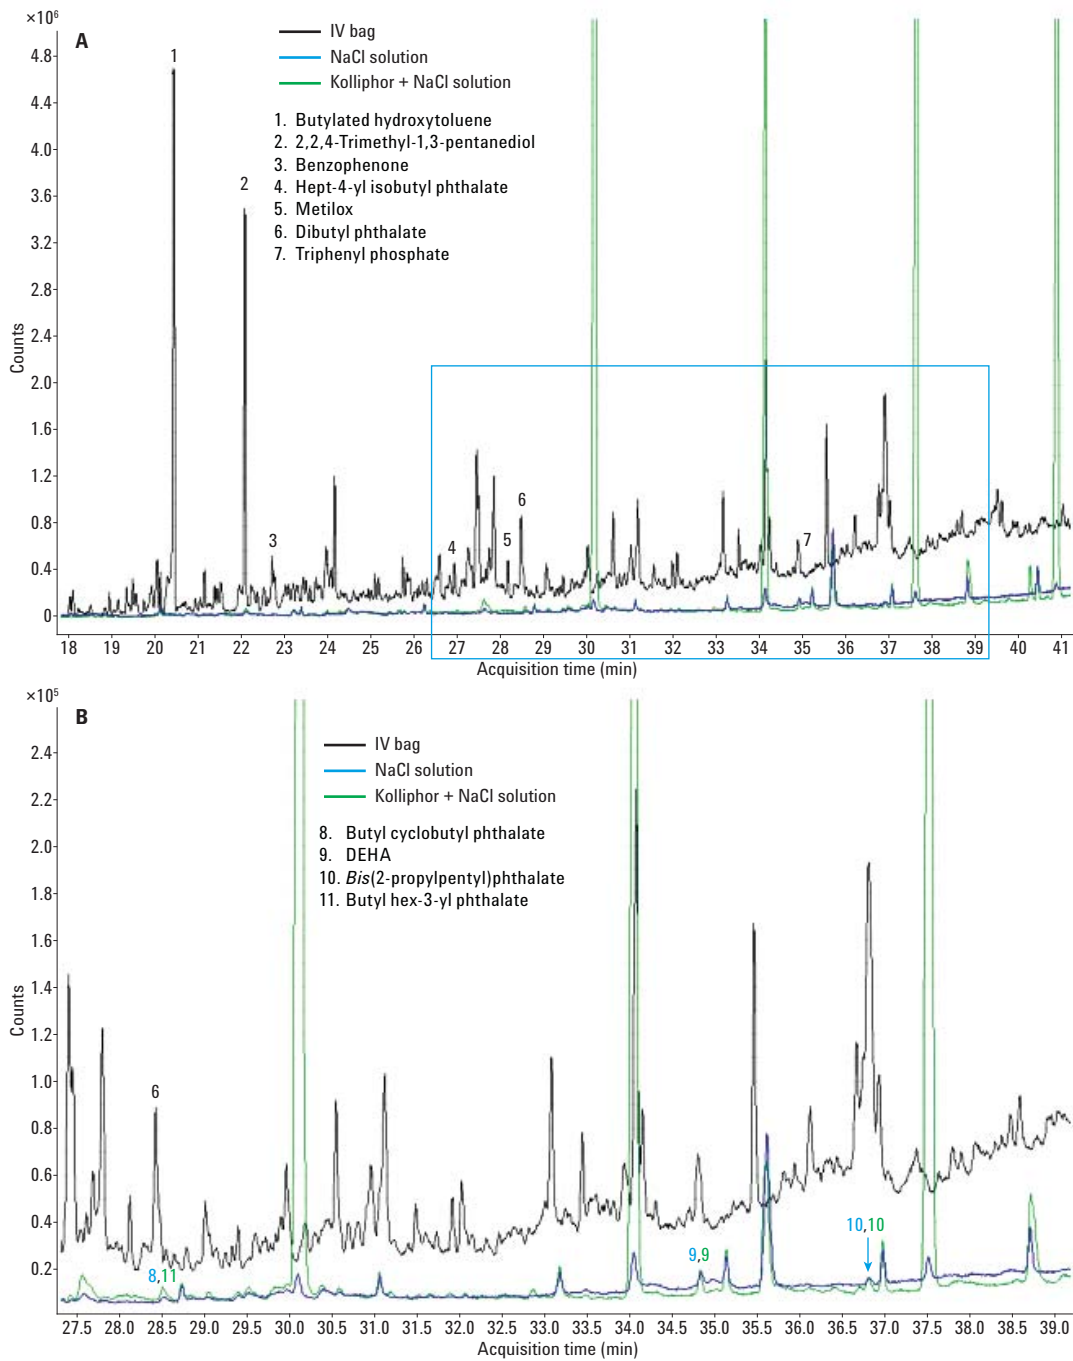 ×10⁶
A
IV bag
NaCl solution
Kolliphor + NaCl solution
1. Butylated hydroxytoluene
2. 2,2,4-Trimethyl-1,3-pentanediol
3. Benzophenone
4. Hept-4-yl isobutyl phthalate
5. Metilox
6. Dibutyl phthalate
7. Triphenyl phosphate
1
2
3
4
5
6
7
Counts
4.8
4.4
4.0
3.6
3.2
2.8
2.4
2.0
1.6
1.2
0.8
0.4
0
18 19 20 21 22 23 24 25 26 27 28 29 30 31 32 33 34 35 36 37 38 39 40 41
Acquisition time (min)
×10⁵
B
IV bag
NaCl solution
Kolliphor + NaCl solution
8. Butyl cyclobutyl phthalate
9. DEHA
10. Bis(2-propylpentyl)phthalate
11. Butyl hex-3-yl phthalate
6
8,11
9,9
10,10
Counts
2.4
2.2
2.0
1.8
1.6
1.4
1.2
1.0
0.8
0.6
0.4
0.2
27.5 28.0 28.5 29.0 29.5 30.0 30.5 31.0 31.5 32.0 32.5 33.0 33.5 34.0 34.5 35.0 35.5 36.0 36.5 37.0 37.5 38.0 38.5 39.0
Acquisition time (min)